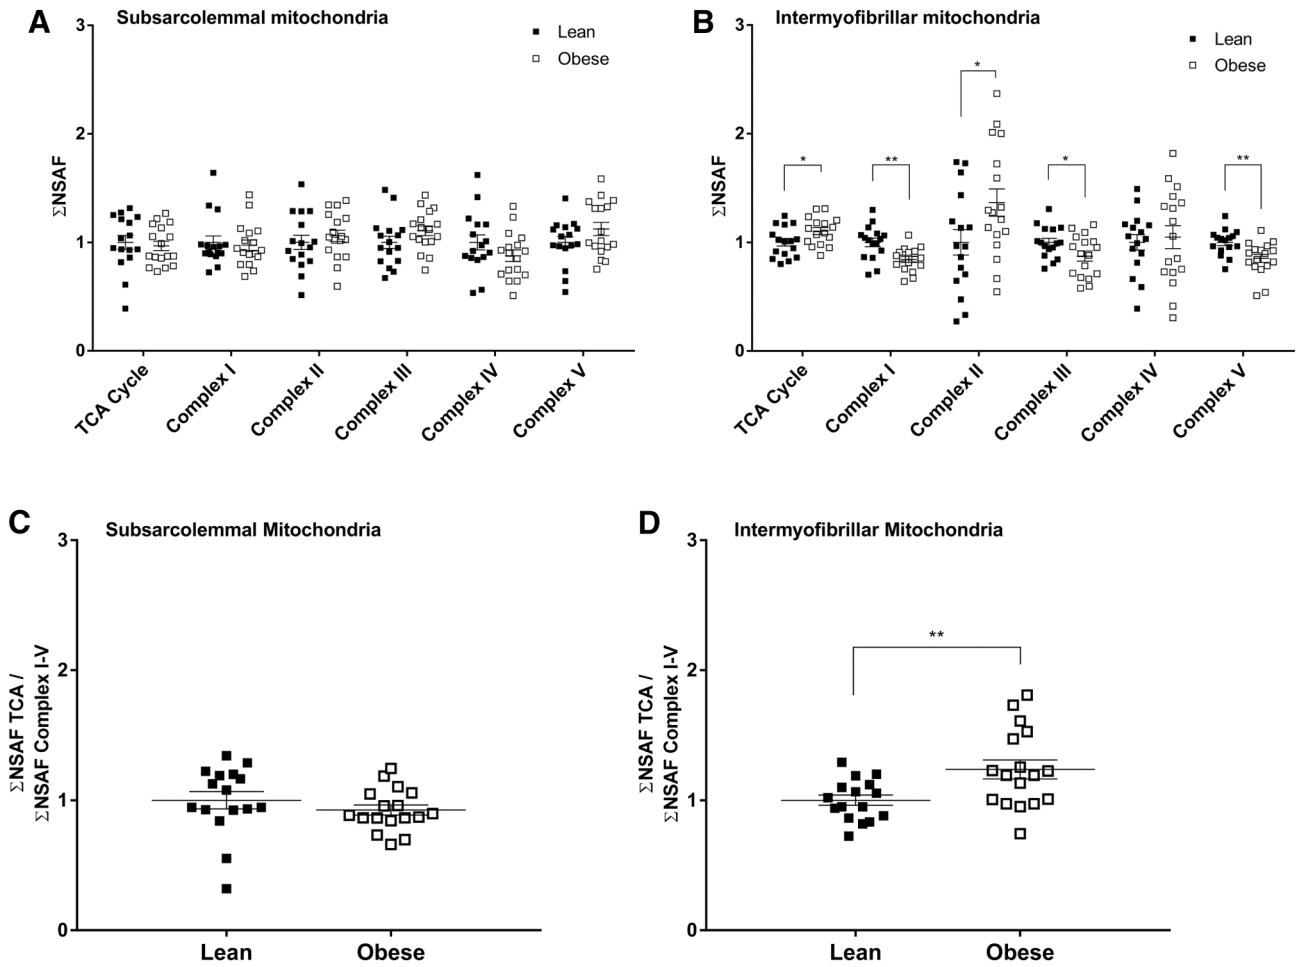 A
Subsarcolemmal mitochondria
Lean
Obese
3
2
1
0
ΣNSAF
TCA Cycle
Complex I
Complex II
Complex III
Complex IV
Complex V
B
Intermyofibrillar mitochondria
Lean
Obese
3
2
1
0
ΣNSAF
*
**
*
*
**
TCA Cycle
Complex I
Complex II
Complex III
Complex IV
Complex V
C
Subsarcolemmal Mitochondria
3
2
1
0
ΣNSAF TCA /
ΣNSAF Complex I-V
Lean
Obese
D
Intermyofibrillar Mitochondria
3
2
1
0
ΣNSAF TCA /
ΣNSAF Complex I-V
**
Lean
Obese